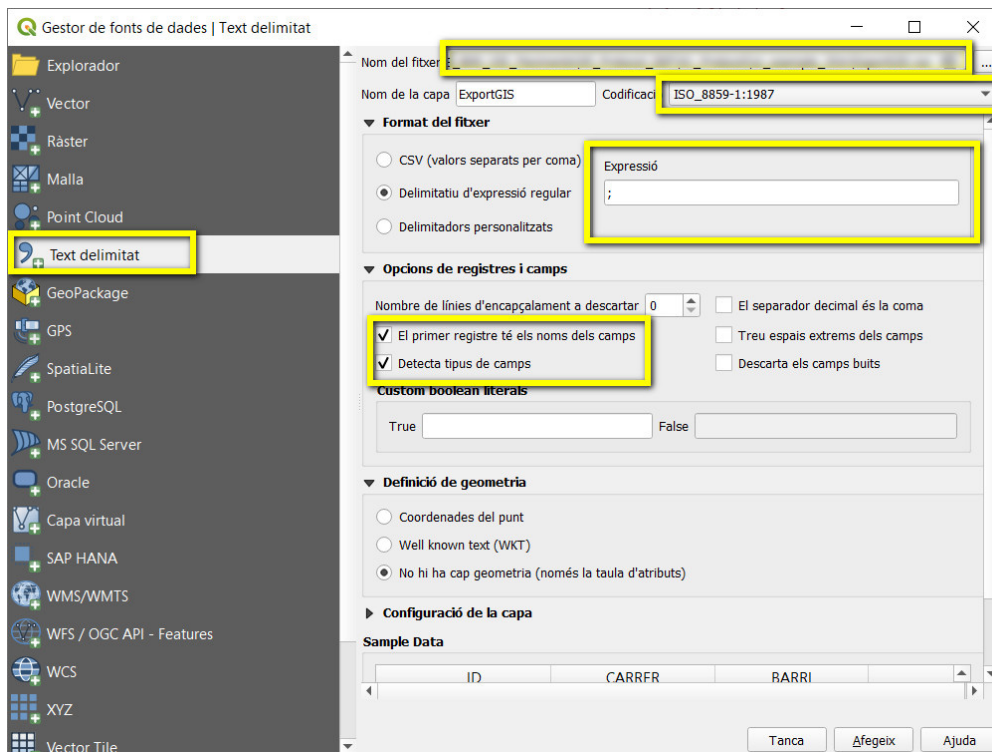 Gestor de fonts de dades | Text delimitat
Explorador
Vector
Ràster
Malla
Point Cloud
Text delimitat
GeoPackage
GPS
SpatiaLite
PostgreSQL
MS SQL Server
Oracle
Capa virtual
SAP HANA
WMS/WMTS
WFS / OGC API - Features
WCS
XYZ
Vector Tile
Nom del fitxer
...
Nom de la capa ExportGIS Codificaci ISO_8859-1:1987
Format del fitxer
CSV (valors separats per coma)
Delimitatiu d'expressió regular
Delimitadors personalitzats
Expressió
;
Opcions de registres i camps
Nombre de línies d'encapçalament a descartar 0 El separador decimal és la coma
El primer registre té els noms dels camps Treu espais extrems dels camps
Detecta tipus de camps Descarta els camps buits
Custom boolean literals
True False
Definició de geometria
Coordenades del punt
Well known text (WKT)
No hi ha cap geometria (només la taula d'atributs)
Configuració de la capa
Sample Data
ID CARRER BARRI
Tanca Afegeix Ajuda